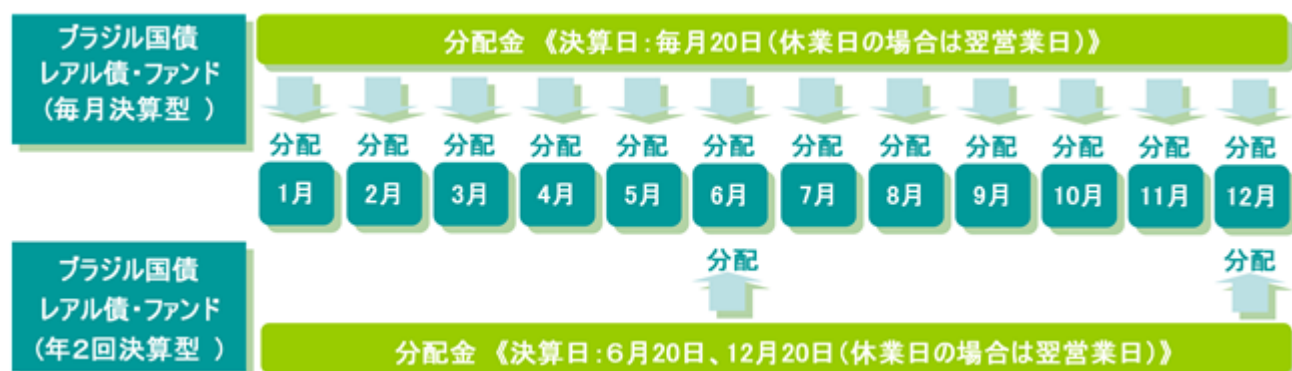 ブラジル国債
レアル債・ファンド
(毎月決算型 )
分配金 《決算日:毎月20日(休業日の場合は翌営業日)》
分配 分配 分配 分配 分配 分配 分配 分配 分配 分配 分配 分配
1月 2月 3月 4月 5月 6月 7月 8月 9月 10月 11月 12月
ブラジル国債
レアル債・ファンド
(年2回決算型 )
分配 分配
分配金 《決算日:6月20日、12月20日(休業日の場合は翌営業日)》